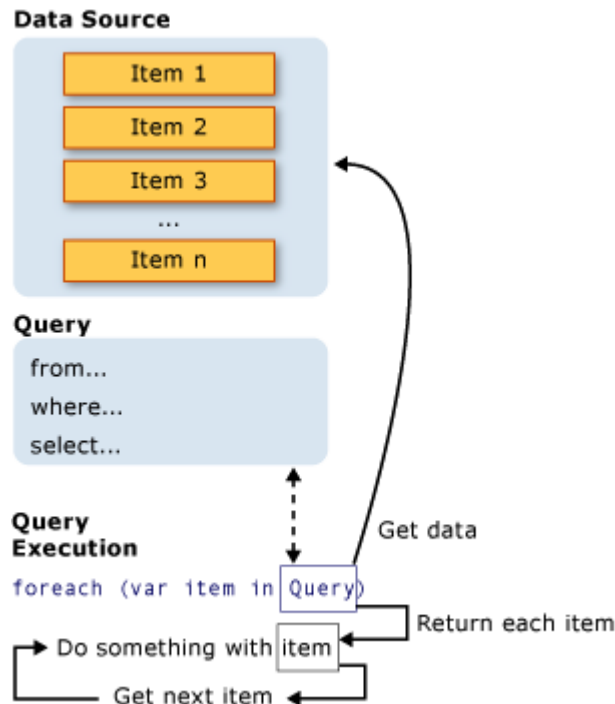 Data Source
Item 1
Item 2
Item 3
...
Item n
Query
from...
where...
select...
Query
Execution
Get data
foreach (var item in Query)
Return each item
Do something with item
Get next item